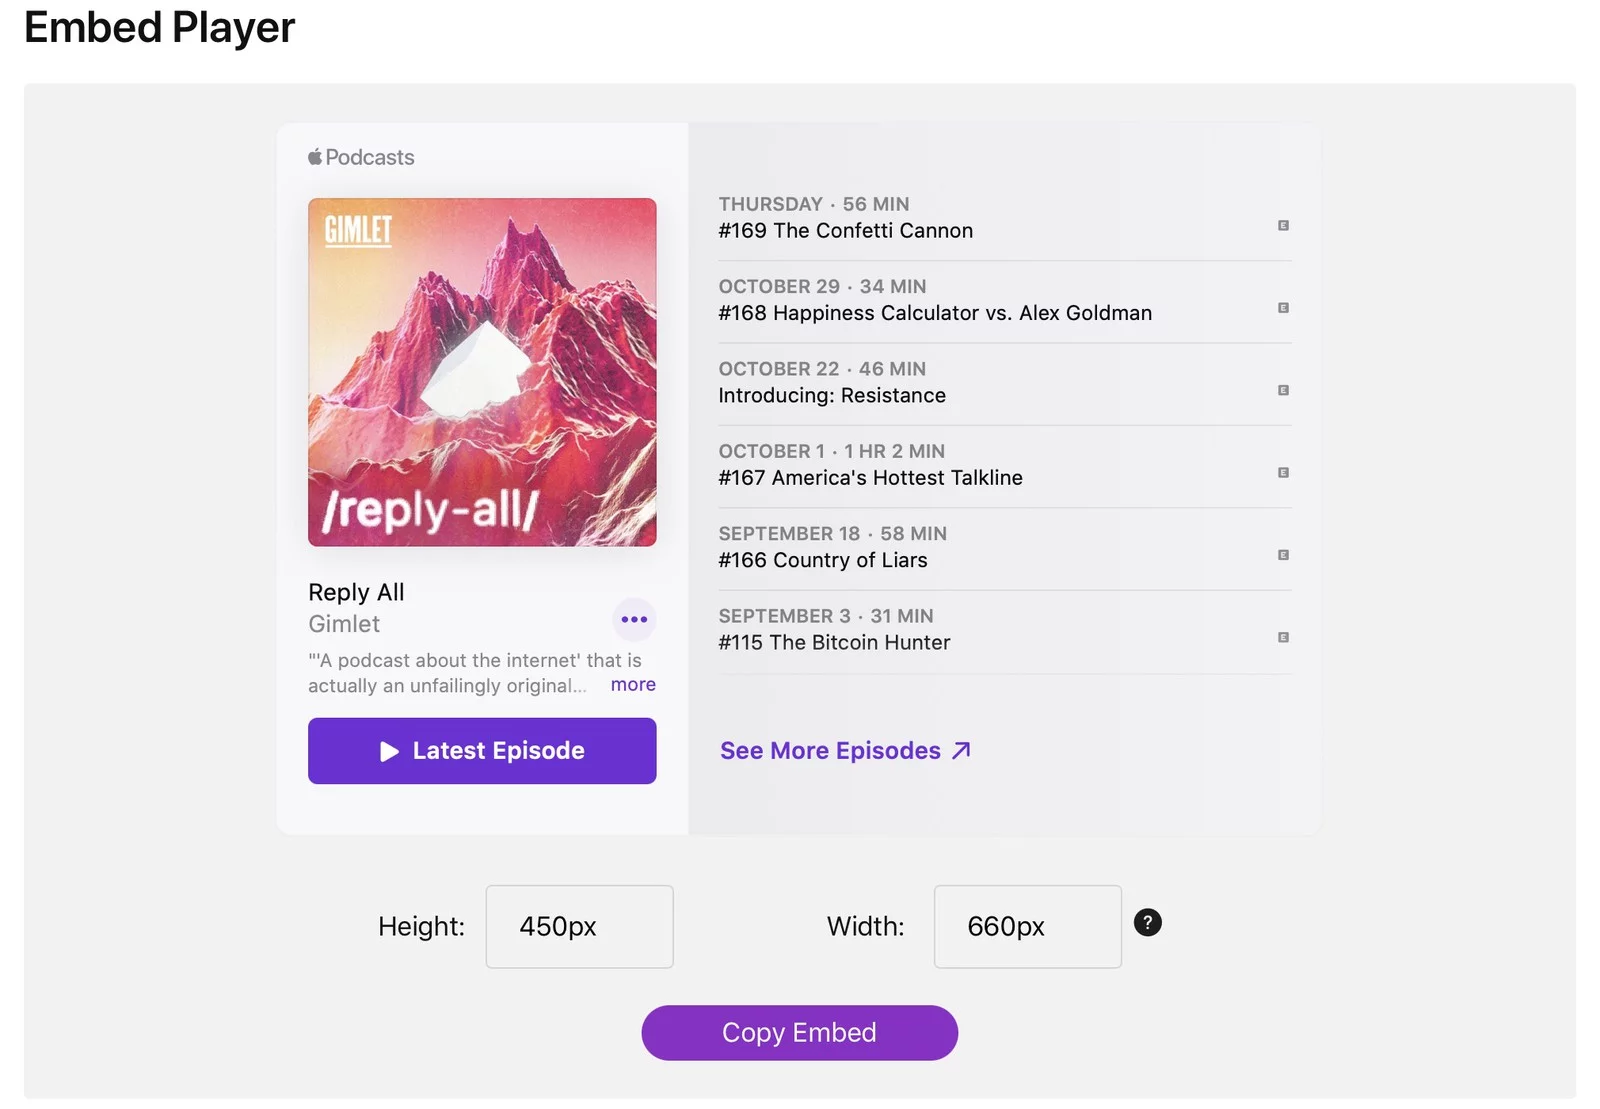 Embed Player
Podcasts
GIMLET
/reply-all/
Reply All
Gimlet
"'A podcast about the internet' that is
actually an unfailingly original... more
Latest Episode
THURSDAY · 56 MIN
#169 The Confetti Cannon
E
OCTOBER 29 · 34 MIN
#168 Happiness Calculator vs. Alex Goldman
E
OCTOBER 22 · 46 MIN
Introducing: Resistance
E
OCTOBER 1 · 1 HR 2 MIN
#167 America's Hottest Talkline
E
SEPTEMBER 18 · 58 MIN
#166 Country of Liars
E
SEPTEMBER 3 · 31 MIN
#115 The Bitcoin Hunter
E
See More Episodes
Height: 450px Width: 660px ?
Copy Embed